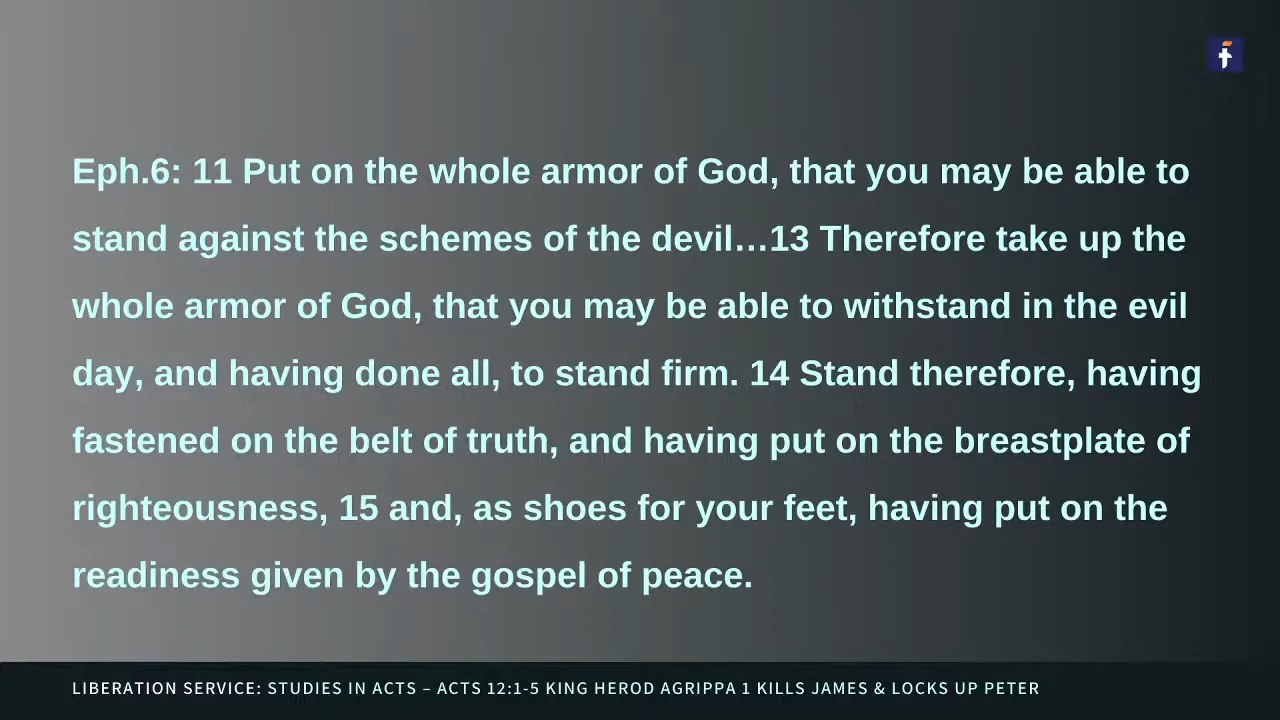 Eph.6: 11 Put on the whole armor of God, that you may be able to
stand against the schemes of the devil…13 Therefore take up the
whole armor of God, that you may be able to withstand in the evil
day, and having done all, to stand firm. 14 Stand therefore, having
fastened on the belt of truth, and having put on the breastplate of
righteousness, 15 and, as shoes for your feet, having put on the
readiness given by the gospel of peace.
LIBERATION SERVICE: STUDIES IN ACTS – ACTS 12:1-5 KING HEROD AGRIPPA 1 KILLS JAMES & LOCKS UP PETER